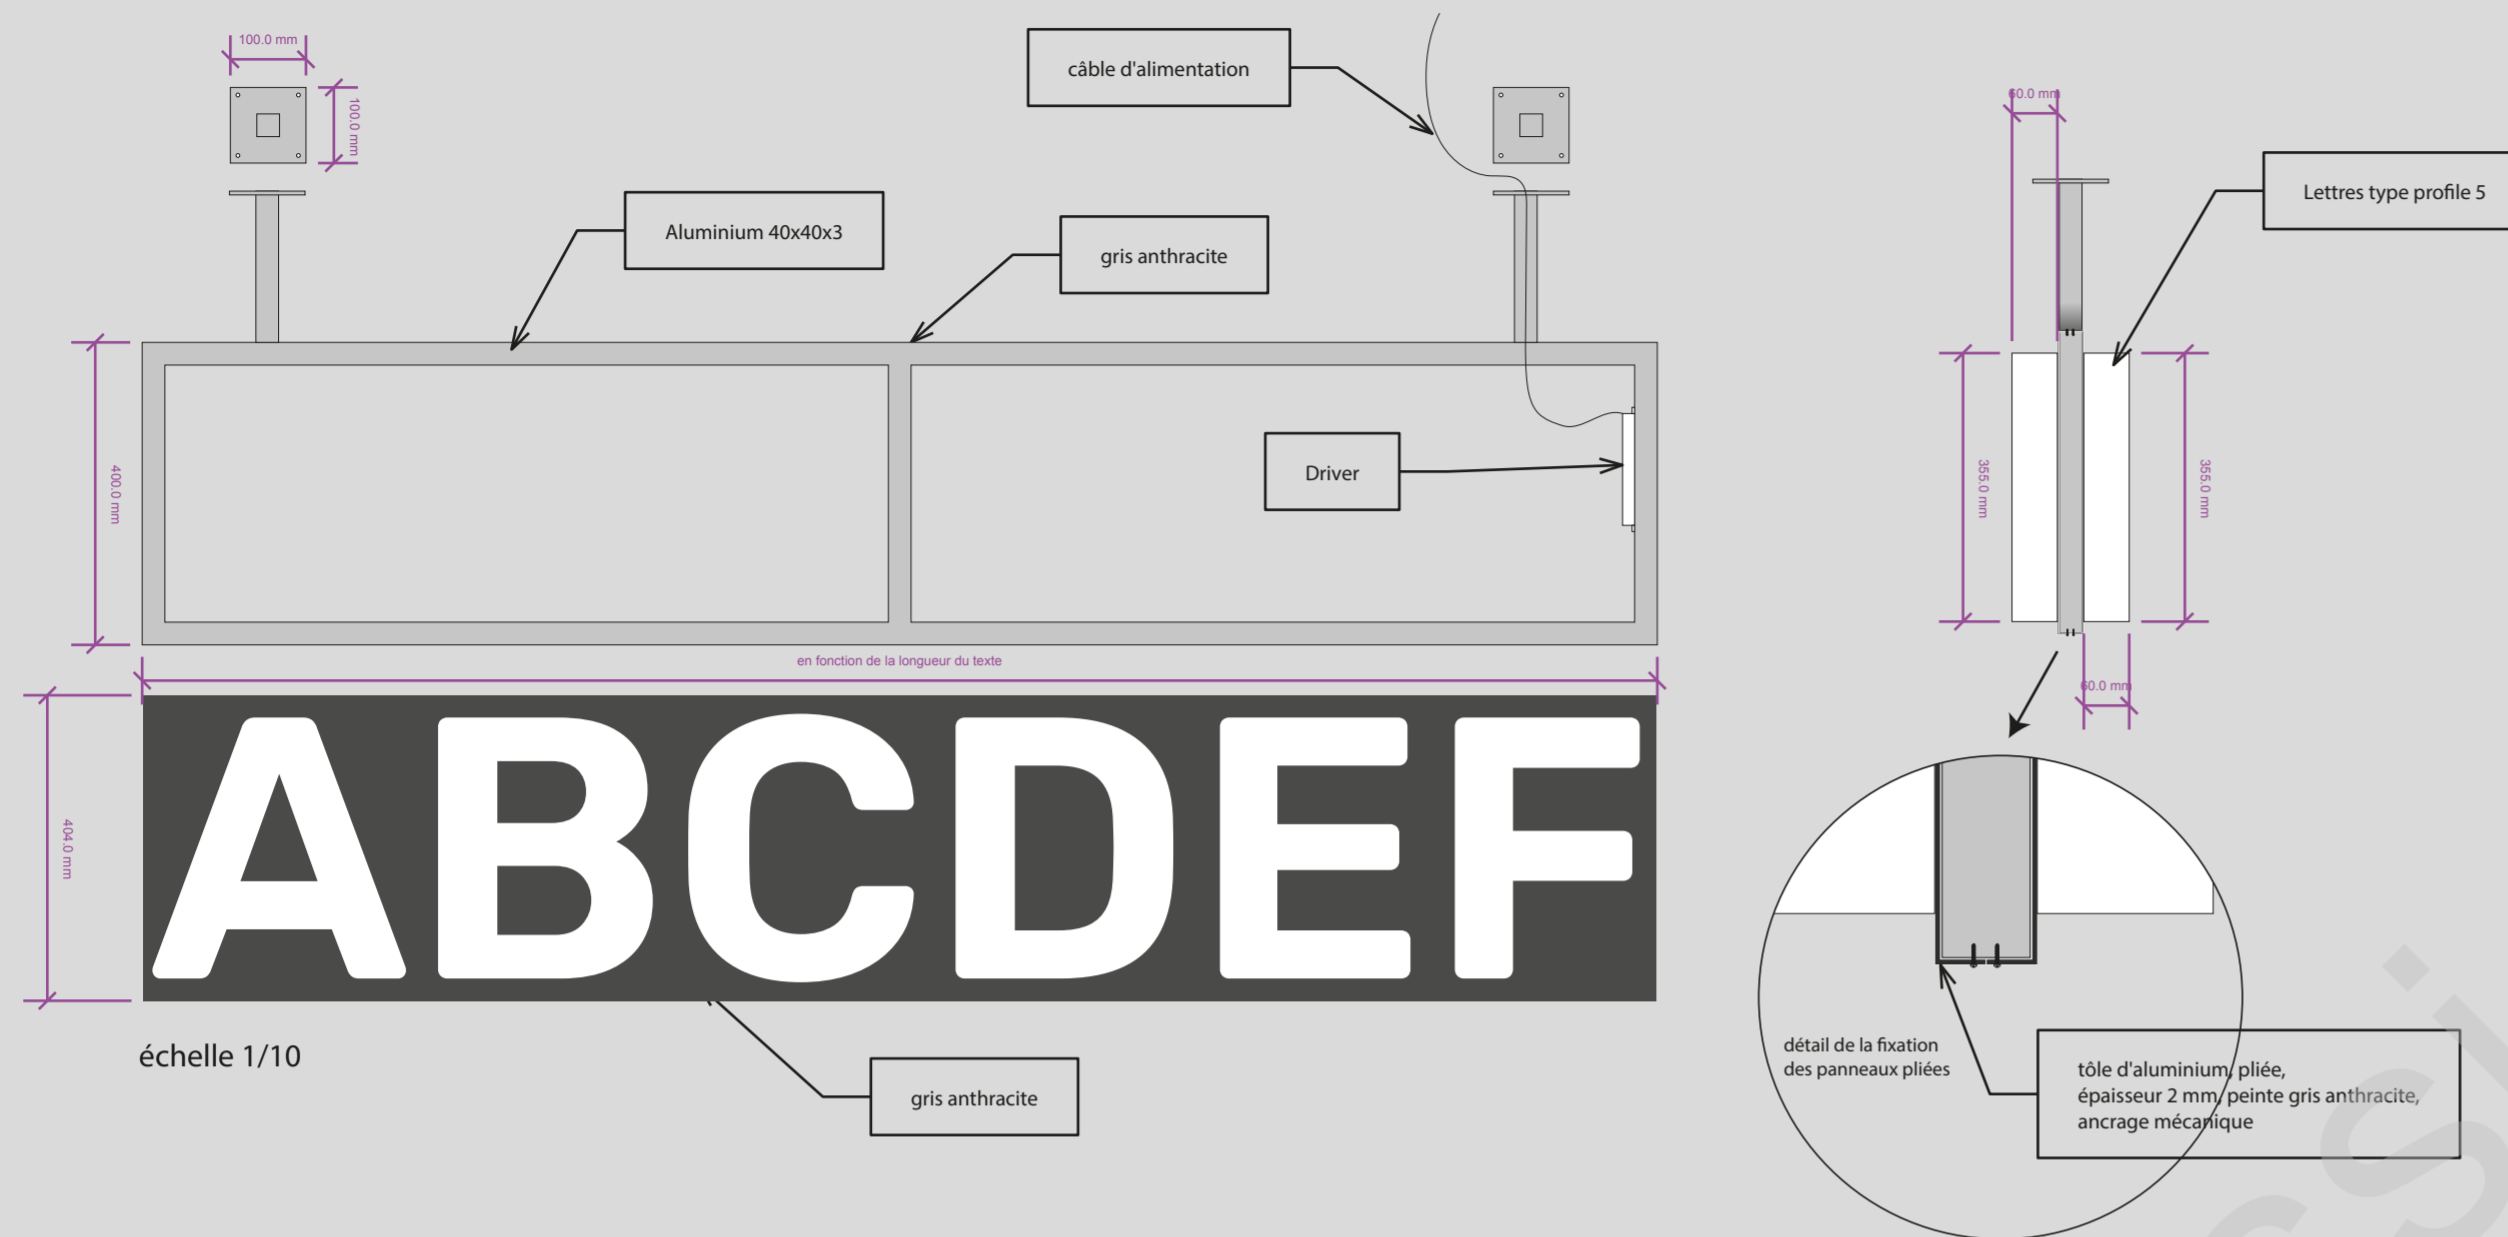 100.0 mm
100.0 mm
câble d'alimentation
60.0 mm
Lettres type profile 5
Aluminium 40x40x3
gris anthracite
400.0 mm
Driver
355.0 mm
355.0 mm
en fonction de la longueur du texte
60.0 mm
404.0 mm
ABCDEF
échelle 1/10
gris anthracite
détail de la fixation
des panneaux pliées
tôle d'aluminium, pliée,
épaisseur 2 mm, peinte gris anthracite,
ancrage mécanique